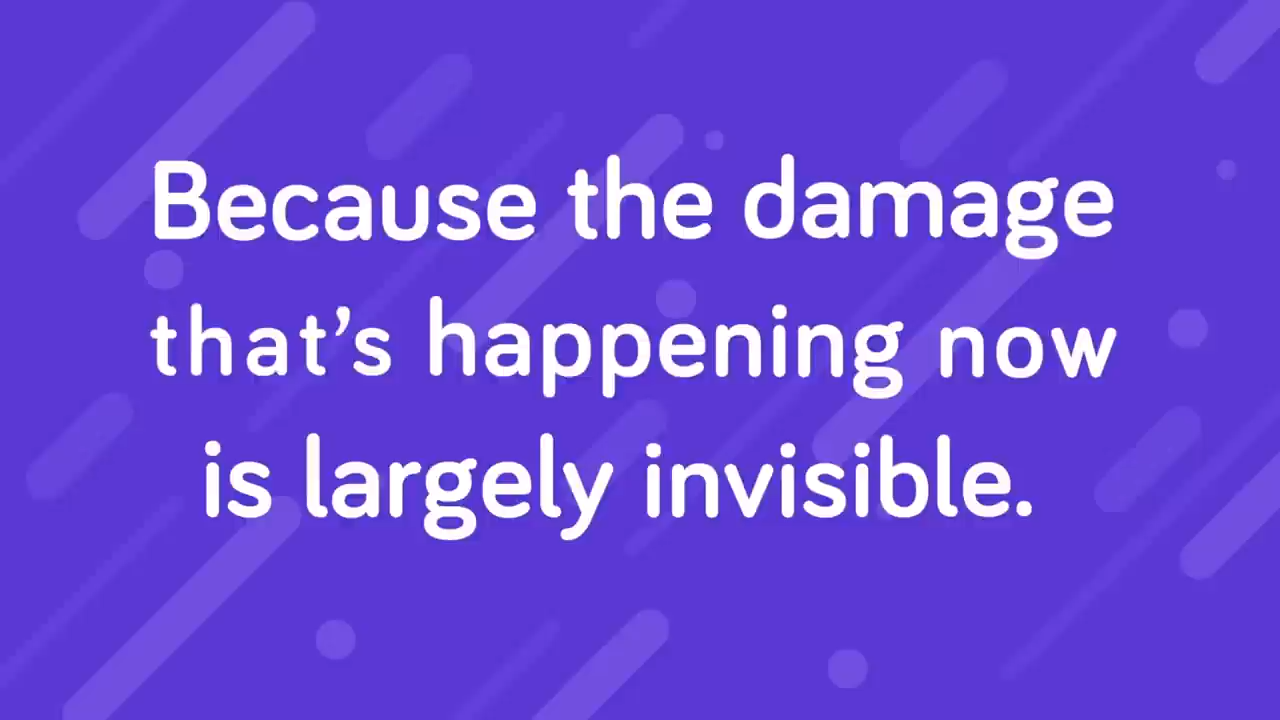 Because the damage
that’s happening now
is largely invisible.